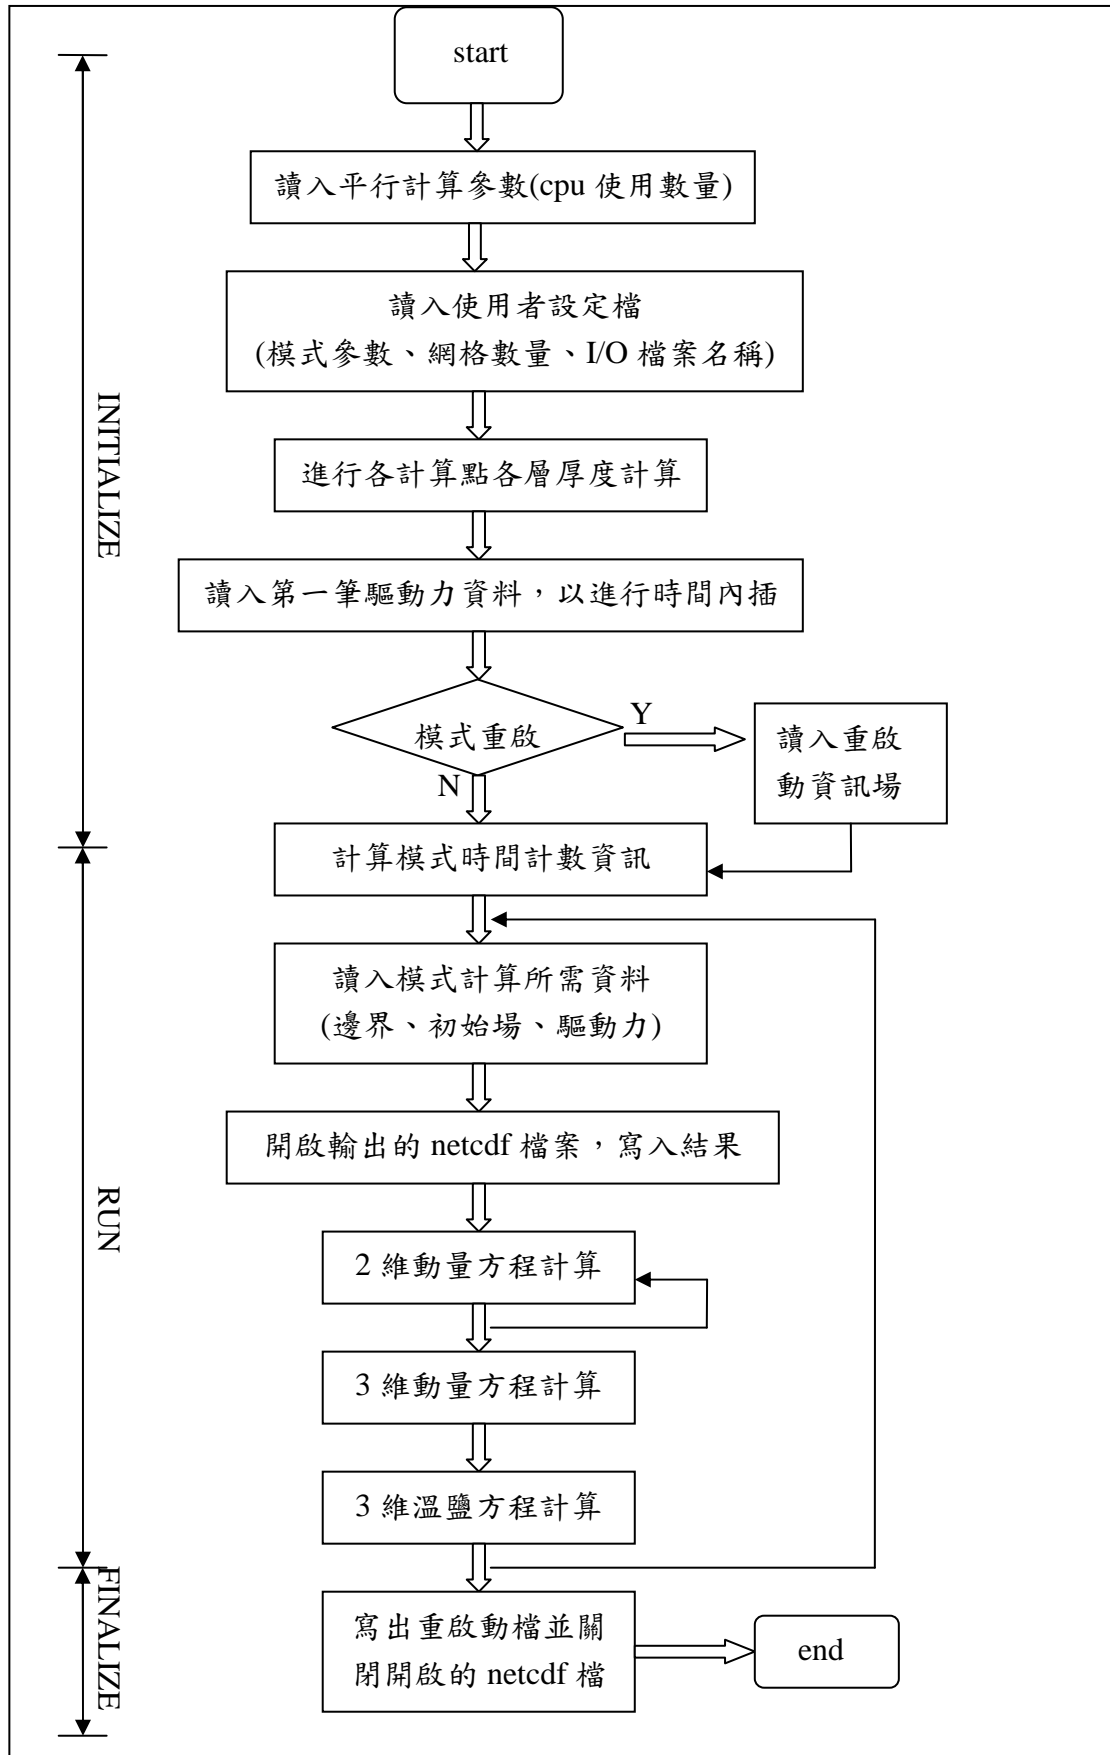 start
讀入平行計算參數(cpu 使用數量)
讀入使用者設定檔
(模式參數、網格數量、I/O 檔案名稱)
進行各計算點各層厚度計算
讀入第一筆驅動力資料，以進行時間內插
INITIALIZE
模式重啟
Y
讀入重啟
動資訊場
N
計算模式時間計數資訊
讀入模式計算所需資料
(邊界、初始場、驅動力)
開啟輸出的 netcdf 檔案，寫入結果
RUN
2 維動量方程計算
3 維動量方程計算
3 維溫鹽方程計算
FINALIZE
寫出重啟動檔並關
閉開啟的 netcdf 檔
end